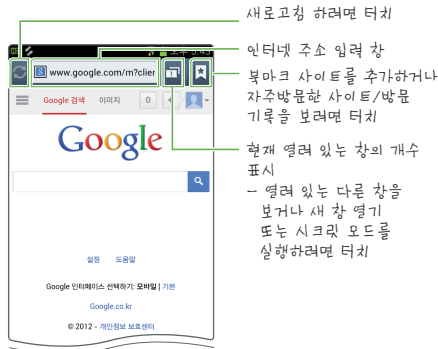 새로고침 하려면 터치
오후 5:43
www.google.com/m?clier
1
인터넷 주소 입력 창
북마크 사이트를 추가하거나
자주방문한 사이트/방문
기록을 보려면 터치
Google 검색 이미지 0 +
Google
현재 열려 있는 창의 개수
표시
- 열려 있는 다른 창을
보거나 새 창 열기
또는 시크릿 모드를
실행하려면 터치
설정 도움말
Google 인터페이스 선택하기: 모바일 | 기본
Google.co.kr
© 2012 - 개인정보 보호센터